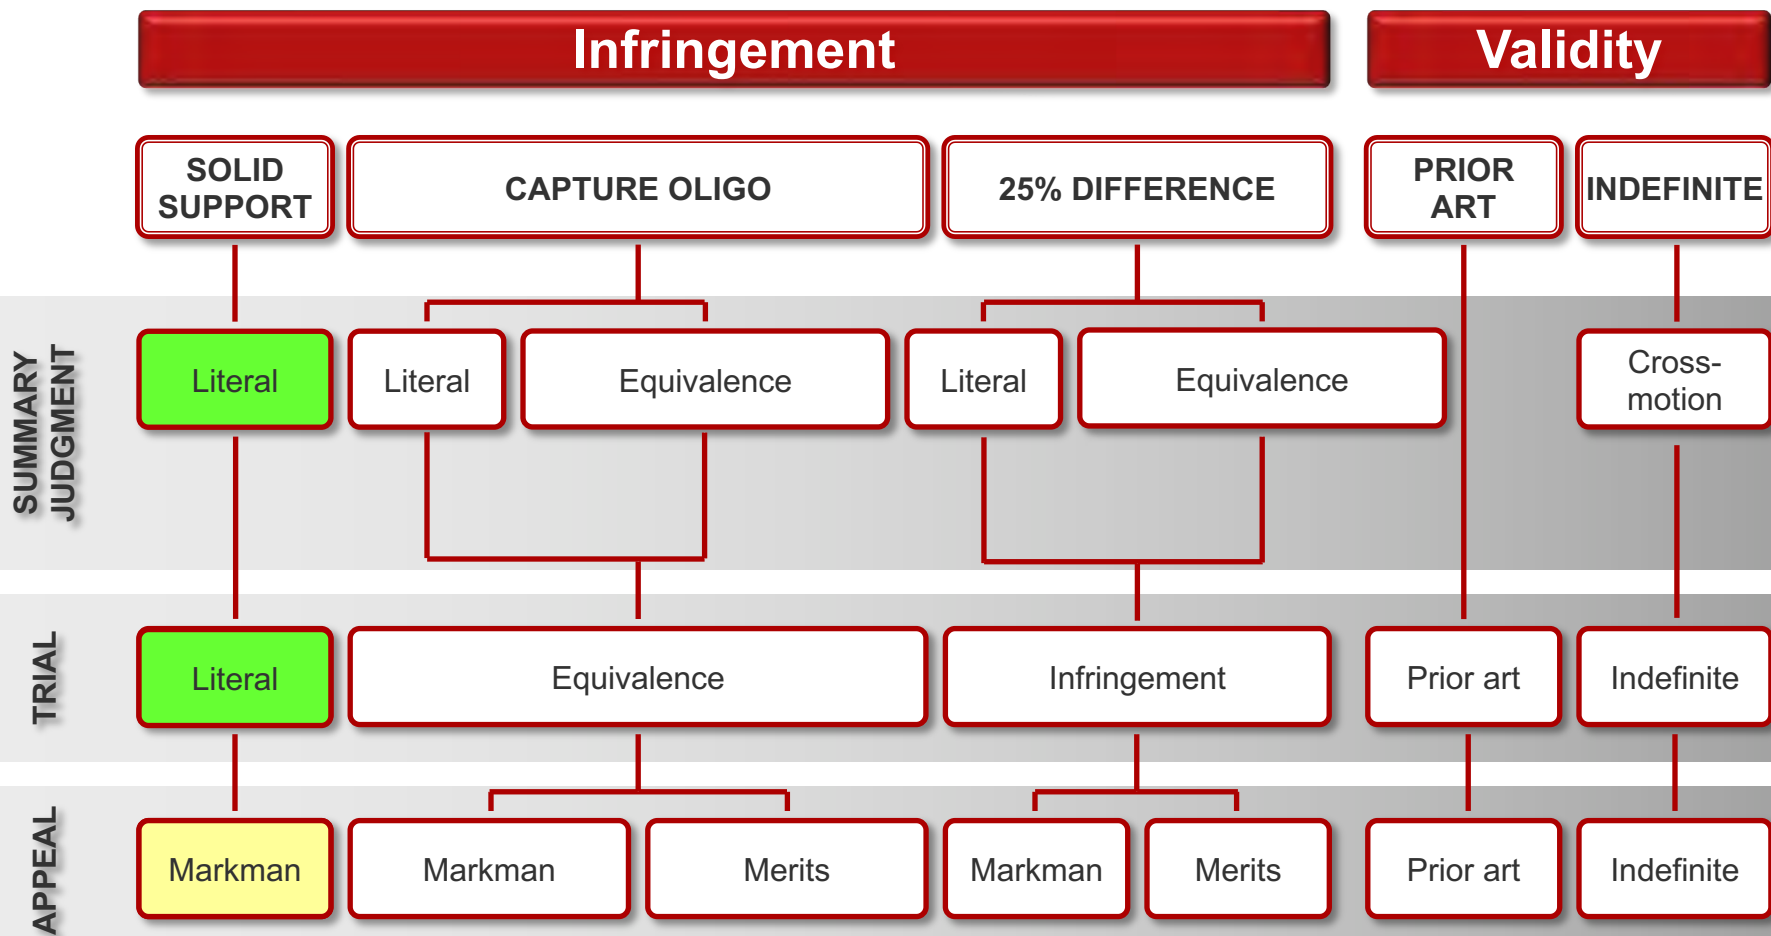 Infringement
Validity
SOLID
SUPPORT
CAPTURE OLIGO
25% DIFFERENCE
PRIOR
ART
INDEFINITE
SUMMARY
JUDGMENT
Literal
Literal
Equivalence
Literal
Equivalence
Cross-
motion
TRIAL
Literal
Equivalence
Infringement
Prior art
Indefinite
APPEAL
Markman
Markman
Merits
Markman
Merits
Prior art
Indefinite